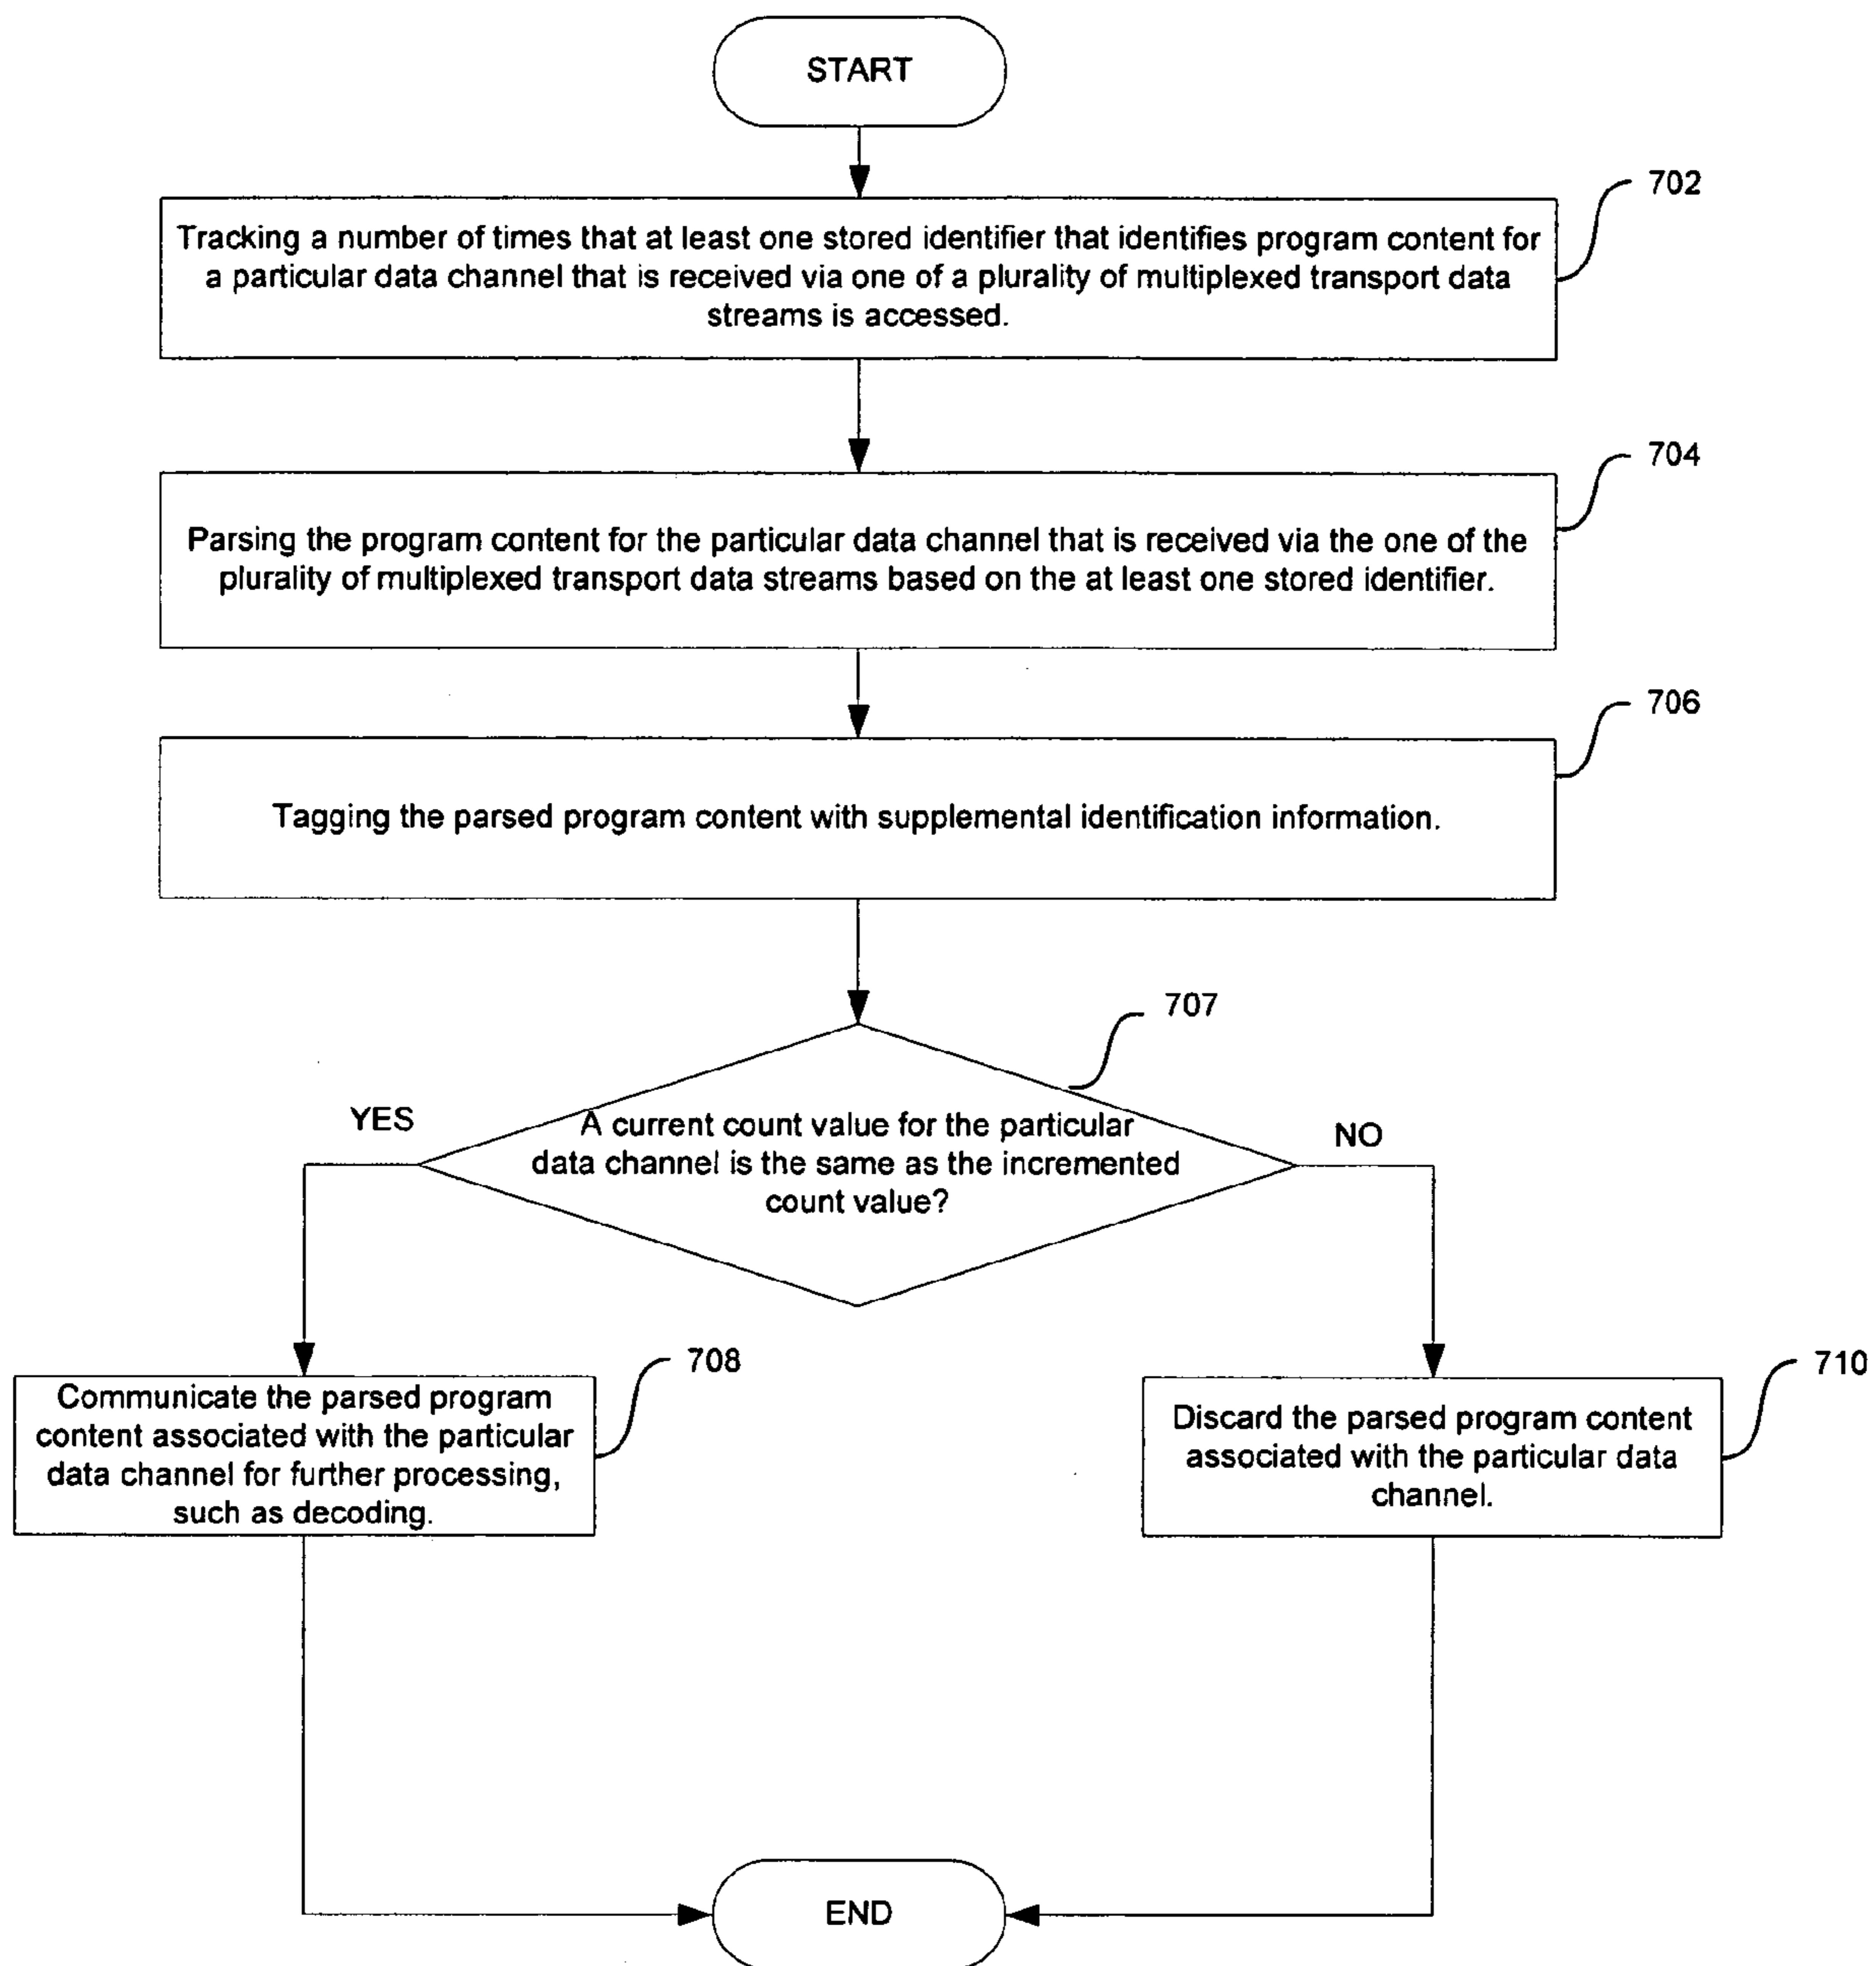 START
702
Tracking a number of times that at least one stored identifier that identifies program content for
a particular data channel that is received via one of a plurality of multiplexed transport data
streams is accessed.
704
Parsing the program content for the particular data channel that is received via the one of the
plurality of multiplexed transport data streams based on the at least one stored identifier.
706
Tagging the parsed program content with supplemental identification information.
707
YES
A current count value for the particular
data channel is the same as the incremented
count value?
NO
708
Communicate the parsed program
content associated with the particular
data channel for further processing,
such as decoding.
710
Discard the parsed program content
associated with the particular data
channel.
END